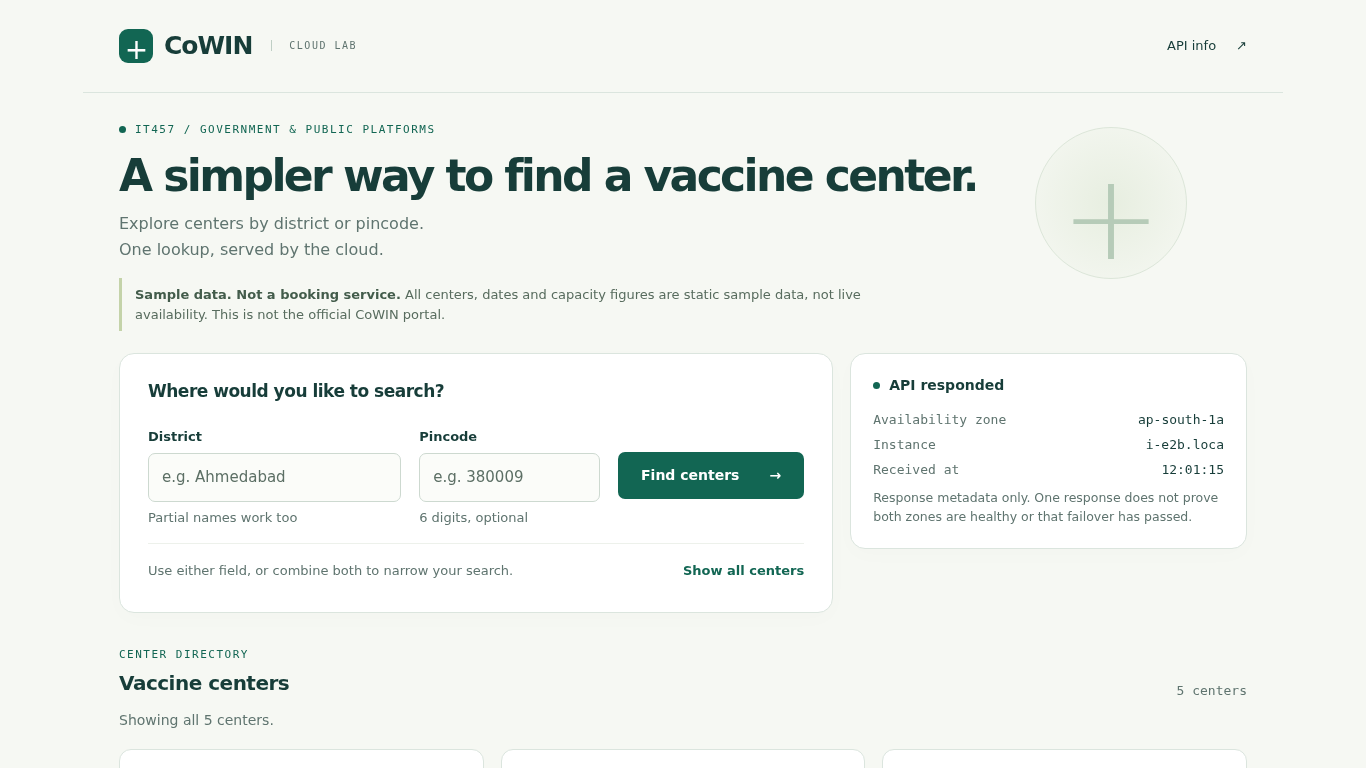 CoWIN
CLOUD LAB
API info ↗
IT457 / GOVERNMENT & PUBLIC PLATFORMS
A simpler way to find a vaccine center.
Explore centers by district or pincode.
One lookup, served by the cloud.
Sample data. Not a booking service. All centers, dates and capacity figures are static sample data, not live
availability. This is not the official CoWIN portal.
Where would you like to search?
District
e.g. Ahmedabad
Partial names work too
Pincode
e.g. 380009
6 digits, optional
Find centers →
Use either field, or combine both to narrow your search.
Show all centers
API responded
Availability zone ap-south-1a
Instance i-e2b.loca
Received at 12:01:15
Response metadata only. One response does not prove
both zones are healthy or that failover has passed.
CENTER DIRECTORY
Vaccine centers
5 centers
Showing all 5 centers.